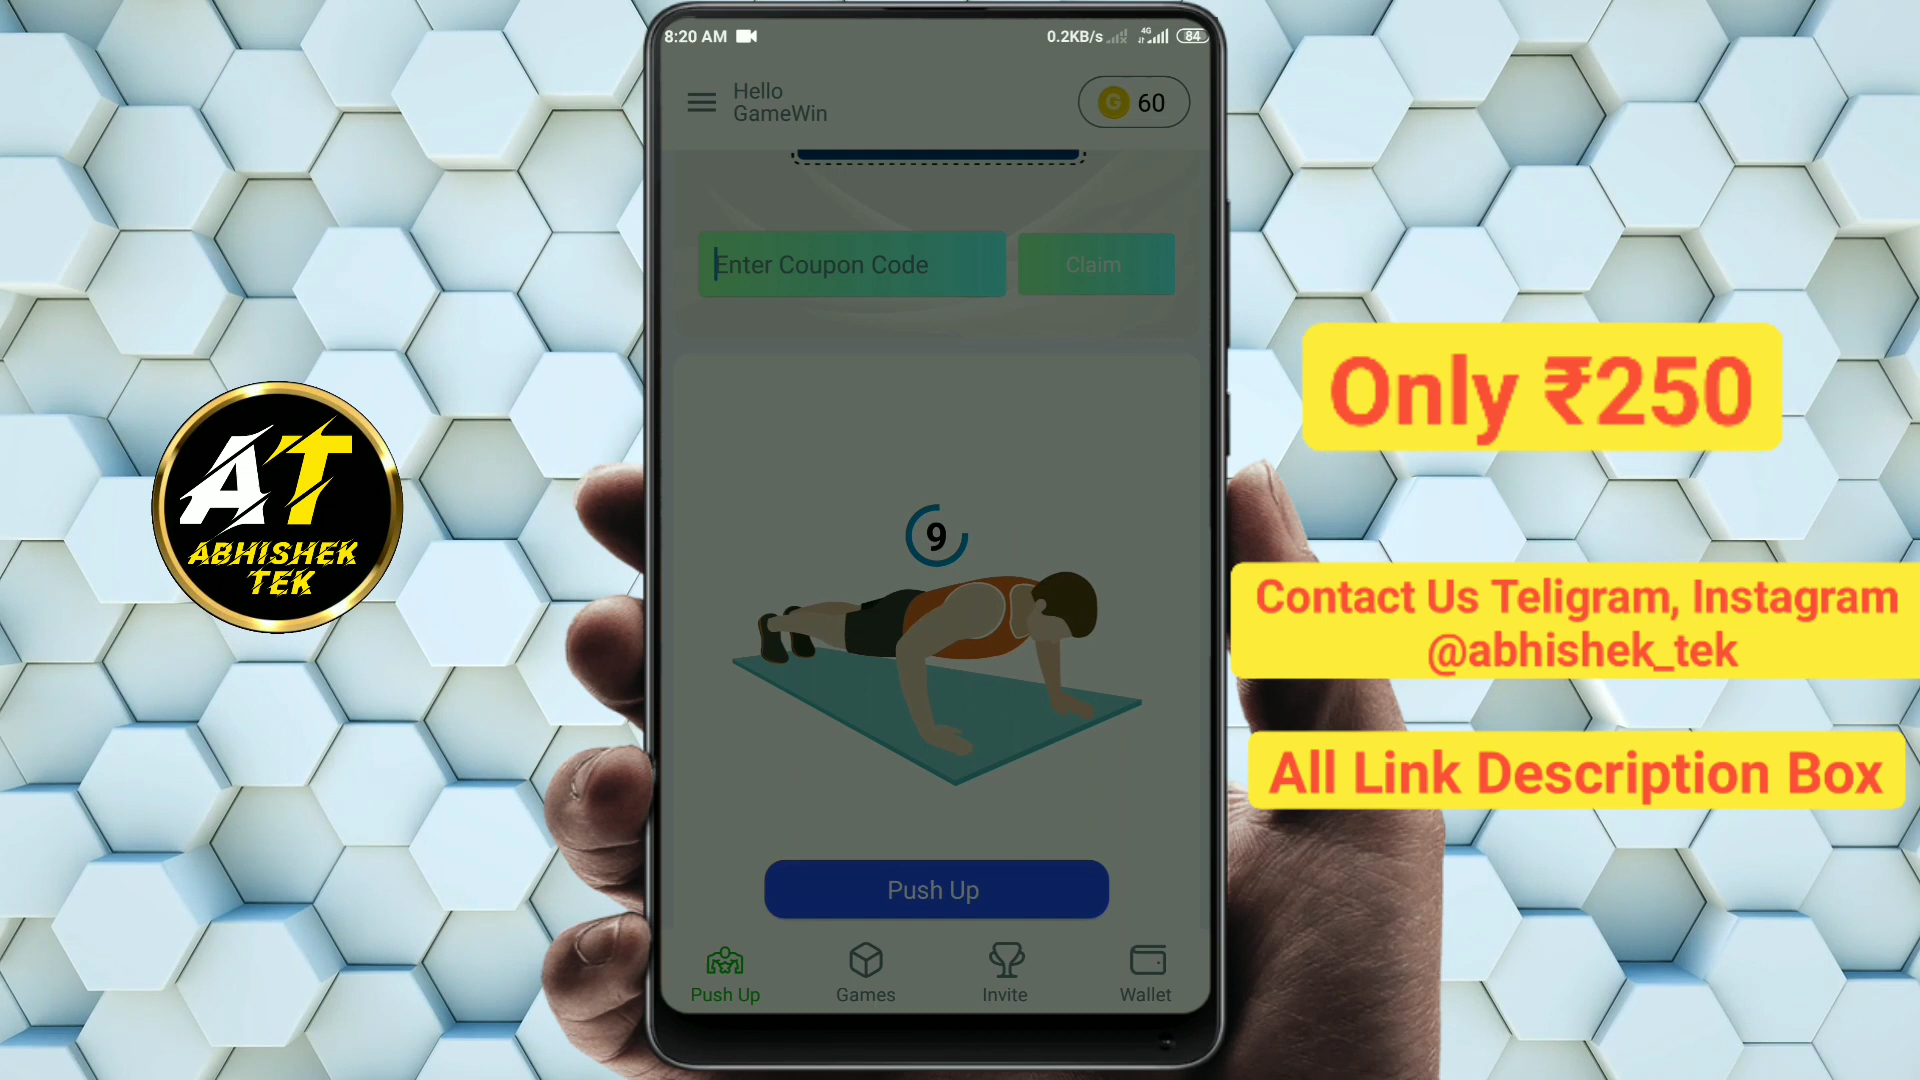 8:20 AM
0.2KB/s
4G
84
Hello
GameWin
G 60
Enter Coupon Code
Claim
9
Push Up
Push Up
Games
Invite
Wallet
AT
ABHISHEK
TEK
Only ₹250
Contact Us Teligram, Instagram
@abhishek_tek
All Link Description Box